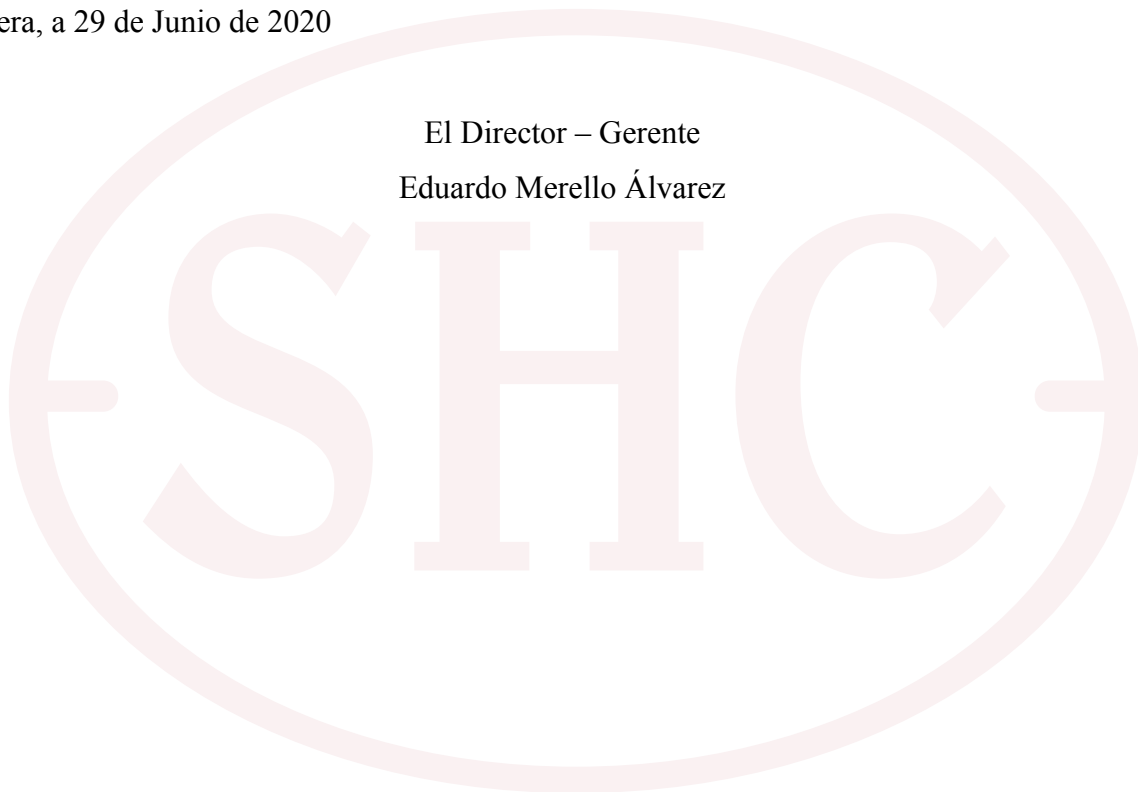 era, a 29 de Junio de 2020
El Director – Gerente
Eduardo Merello Álvarez
SHC